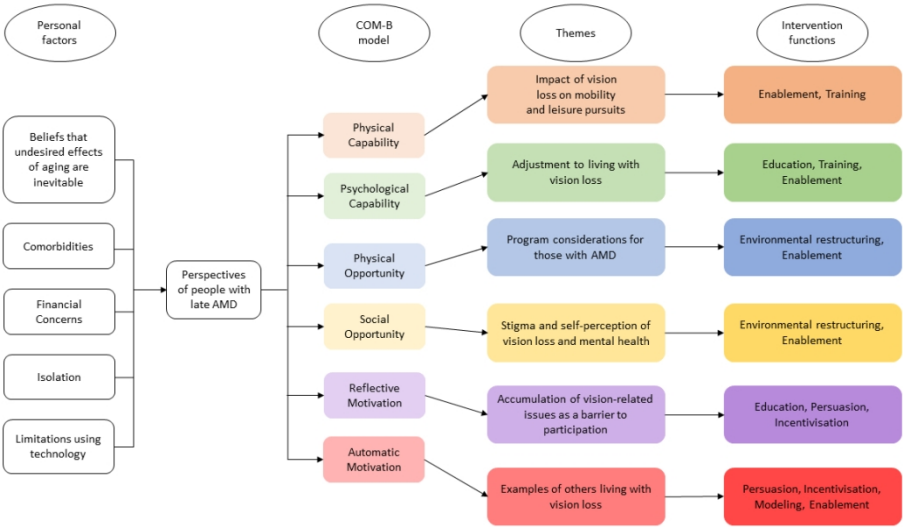 Personal
factors
COM-B
model
Themes
Intervention
functions
Beliefs that
undesired effects
of aging are
inevitable
Comorbidities
Financial
Concerns
Isolation
Limitations using
technology
Perspectives
of people with
late AMD
Physical
Capability
Psychological
Capability
Physical
Opportunity
Social
Opportunity
Reflective
Motivation
Automatic
Motivation
Impact of vision
loss on mobility
and leisure pursuits
Adjustment to living with
vision loss
Program considerations for
those with AMD
Stigma and self-perception of
vision loss and mental health
Accumulation of vision-related
issues as a barrier to
participation
Examples of others living with
vision loss
Enablement, Training
Education, Training,
Enablement
Environmental restructuring,
Enablement
Environmental restructuring,
Enablement
Education, Persuasion,
Incentivisation
Persuasion, Incentivisation,
Modeling, Enablement